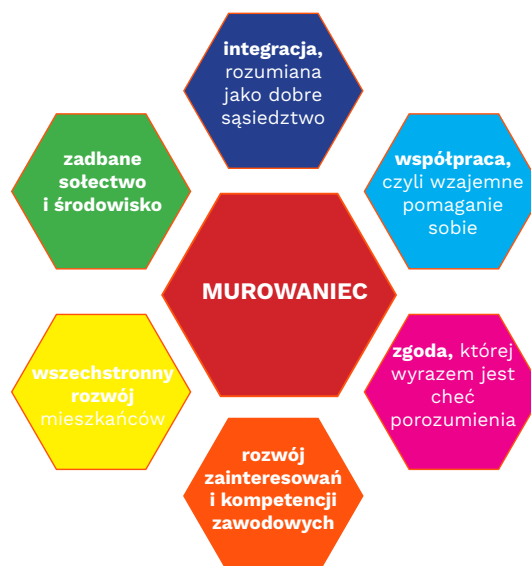 integracja,
rozumiana
jako dobre
sąsiedztwo
zadbane
sołectwo
i środowisko
współpraca,
czyli wzajemne
pomaganie
sobie
MUROWANIEC
wszechstronny
rozwój
mieszkańców
zgoda, której
wyrazem jest
cheć
porozumienia
rozwój
zainteresowań
i kompetencji
zawodowych